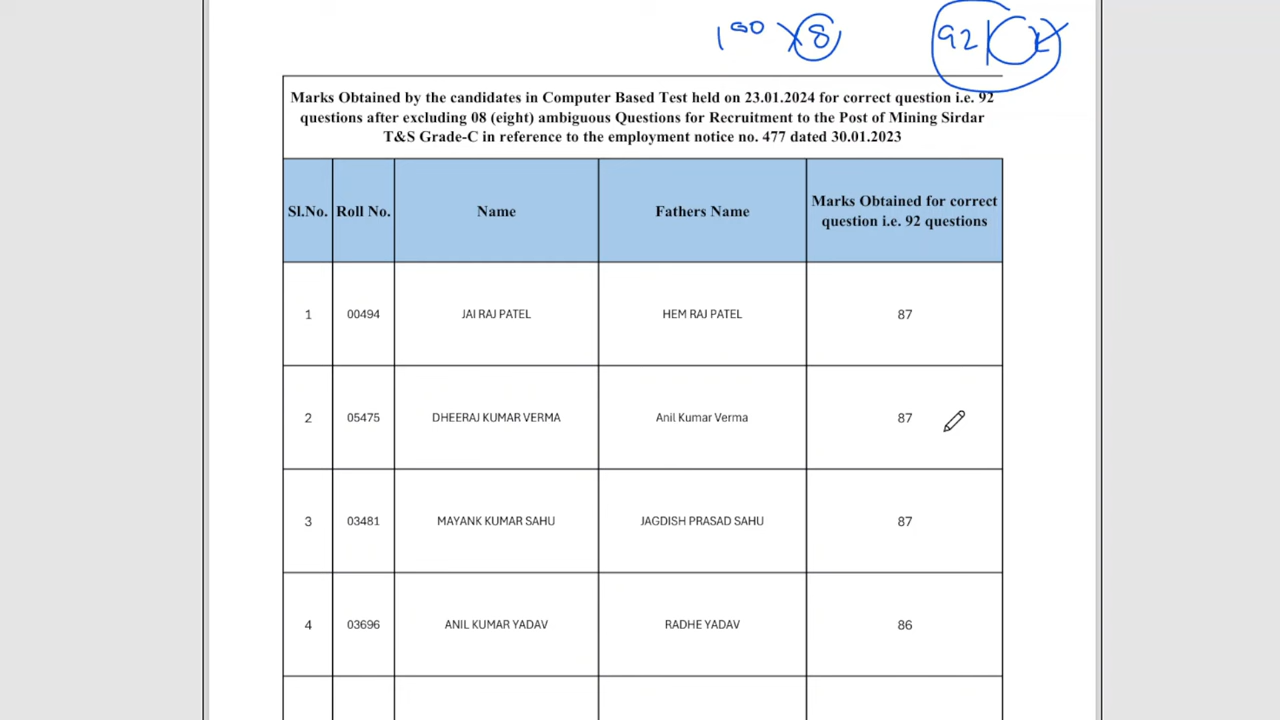 100 X 8
92
Marks Obtained by the candidates in Computer Based Test held on 23.01.2024 for correct question i.e. 92
questions after excluding 08 (eight) ambiguous Questions for Recruitment to the Post of Mining Sirdar
T&S Grade-C in reference to the employment notice no. 477 dated 30.01.2023
Sl.No. Roll No. Name Fathers Name Marks Obtained for correct
question i.e. 92 questions
1 00494 JAI RAJ PATEL HEM RAJ PATEL 87
2 05475 DHEERAJ KUMAR VERMA Anil Kumar Verma 87
3 03481 MAYANK KUMAR SAHU JAGDISH PRASAD SAHU 87
4 03696 ANIL KUMAR YADAV RADHE YADAV 86